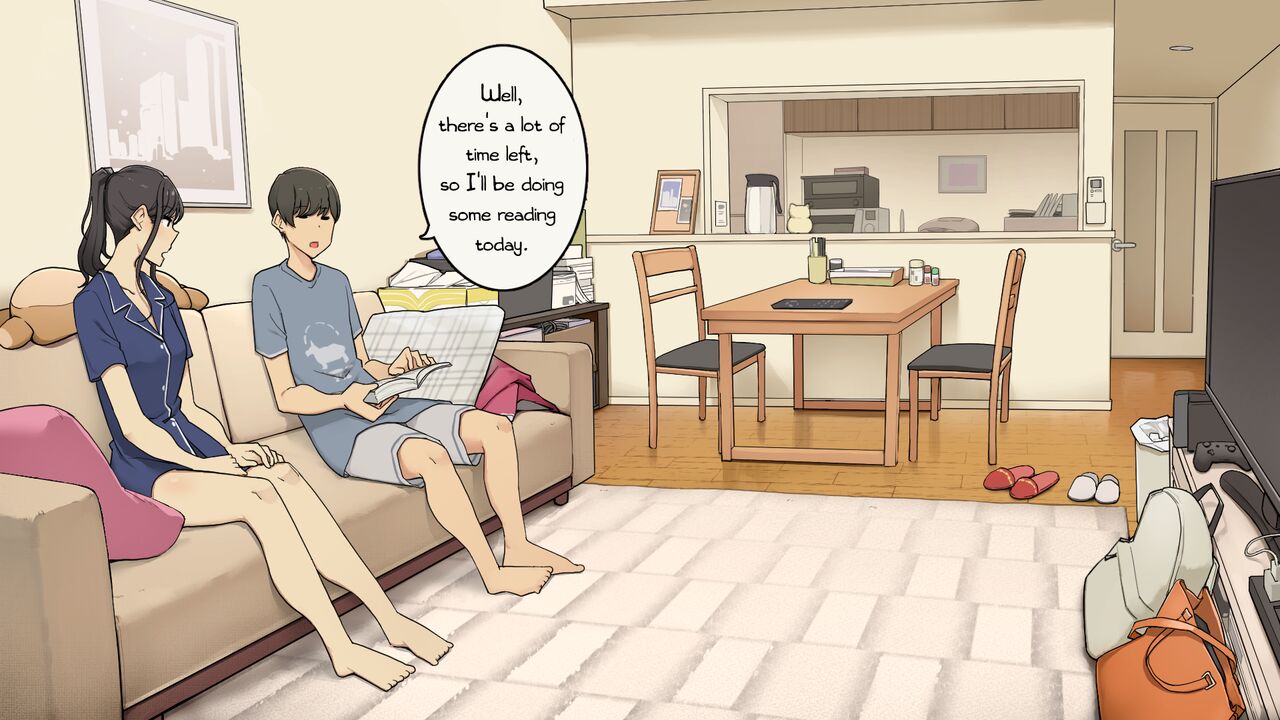 Well,
there's a lot of
time left,
so I'll be doing
some reading
today.